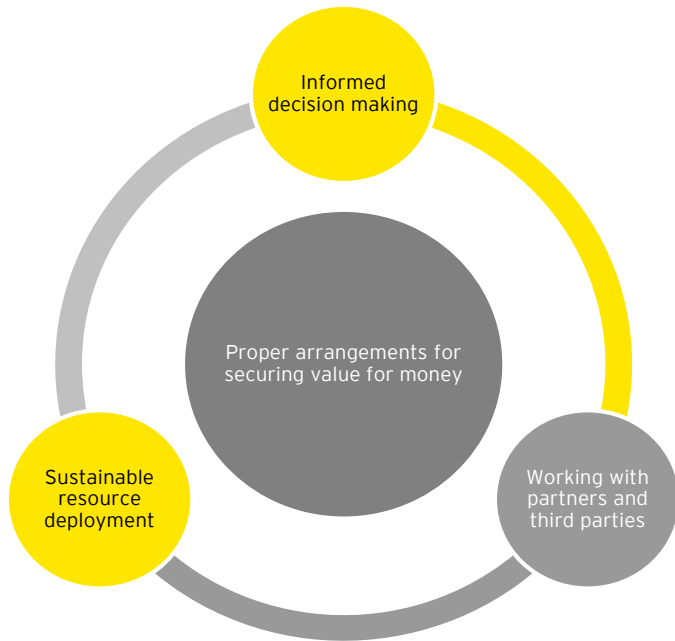 Informed
decision making
Proper arrangements for
securing value for money
Sustainable
resource
deployment
Working with
partners and
third parties